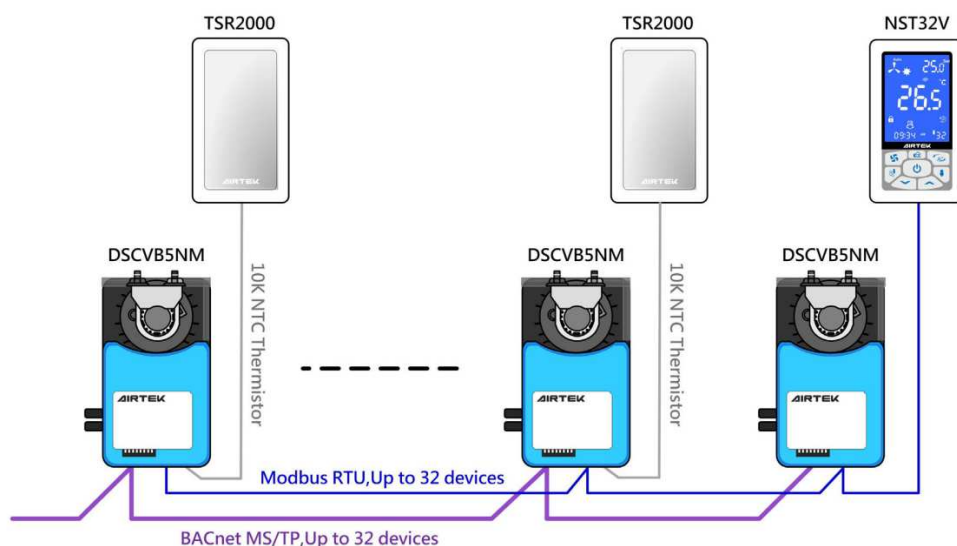 TSR2000
TSR2000
NST32V
AIRTEK
AIRTEK
25.0
°C
26.5
09:34
32
AIRTEK
DSCVB5NM
DSCVB5NM
DSCVB5NM
10K NTC Thermistor
10K NTC Thermistor
AIRTEK
AIRTEK
AIRTEK
Modbus RTU,Up to 32 devices
BACnet MS/TP,Up to 32 devices